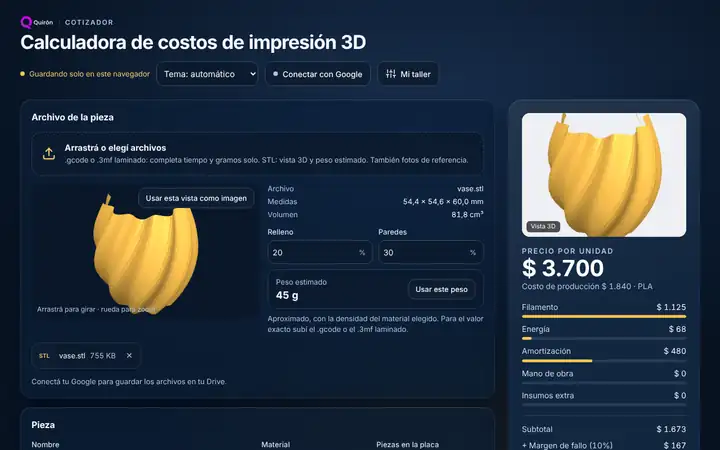 Quirón | COTIZADOR
Calculadora de costos de impresión 3D
Guardando solo en este navegador
Tema: automático
Conectar con Google
Mi taller
Archivo de la pieza
Arrastrá o elegí archivos
.gcode o .3mf laminado: completa tiempo y gramos solo. STL: vista 3D y peso estimado. También fotos de referencia.
Usar esta vista como imagen
Arrastrá para girar · rueda para zoom
Archivo vase.stl
Medidas 54,4 × 54,6 × 60,0 mm
Volumen 81,8 cm³
Relleno Paredes
20 % 30 %
Peso estimado
45 g
Usar este peso
Aproximado, con la densidad del material elegido. Para el valor
exacto subí el .gcode o el .3mf laminado.
STL vase.stl 755 KB ✕
Conectá tu Google para guardar los archivos en tu Drive.
Pieza
Nombre Material Piezas en la placa
Vista 3D
PRECIO POR UNIDAD
$ 3.700
Costo de producción $ 1.840 · PLA
Filamento $ 1.125
Energía $ 68
Amortización $ 480
Mano de obra $ 0
Insumos extra $ 0
Subtotal $ 1.673
+ Margen de fallo (10%) $ 167